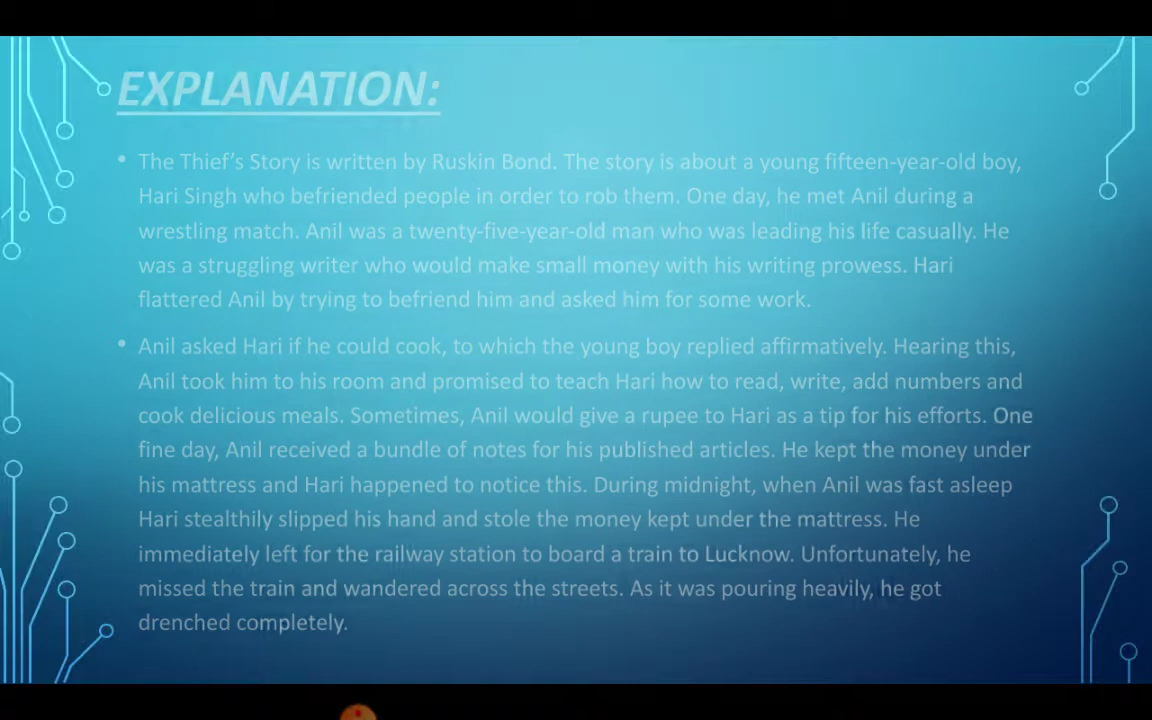 EXPLANATION:
• The Thief's Story is written by Ruskin Bond. The story is about a young fifteen-year-old boy,
Hari Singh who befriended people in order to rob them. One day, he met Anil during a
wrestling match. Anil was a twenty-five-year-old man who was leading his life casually. He
was a struggling writer who would make small money with his writing prowess. Hari
flattered Anil by trying to befriend him and asked him for some work.
• Anil asked Hari if he could cook, to which the young boy replied affirmatively. Hearing this,
Anil took him to his room and promised to teach Hari how to read, write, add numbers and
cook delicious meals. Sometimes, Anil would give a rupee to Hari as a tip for his efforts. One
fine day, Anil received a bundle of notes for his published articles. He kept the money under
his mattress and Hari happened to notice this. During midnight, when Anil was fast asleep
Hari stealthily slipped his hand and stole the money kept under the mattress. He
immediately left for the railway station to board a train to Lucknow. Unfortunately, he
missed the train and wandered across the streets. As it was pouring heavily, he got
drenched completely.